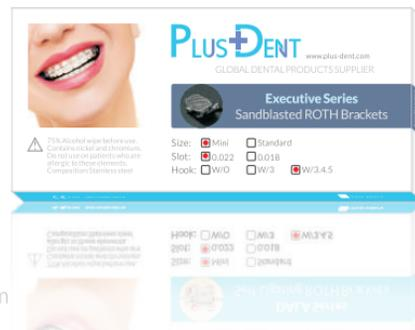 PLUS DENT
www.plus-dent.com
GLOBAL DENTAL PRODUCTS SUPPLIER
Executive Series
Sandblasted ROTH Brackets
75% Alcohol wipe before use.
Contains nickel and chromium.
Do not use on patients who are
allergic to these elements.
Composition: Stainless steel
Size: Mini Standard
Slot: 0.022 0.018
Hook: W/O W/3 W/3.4.5